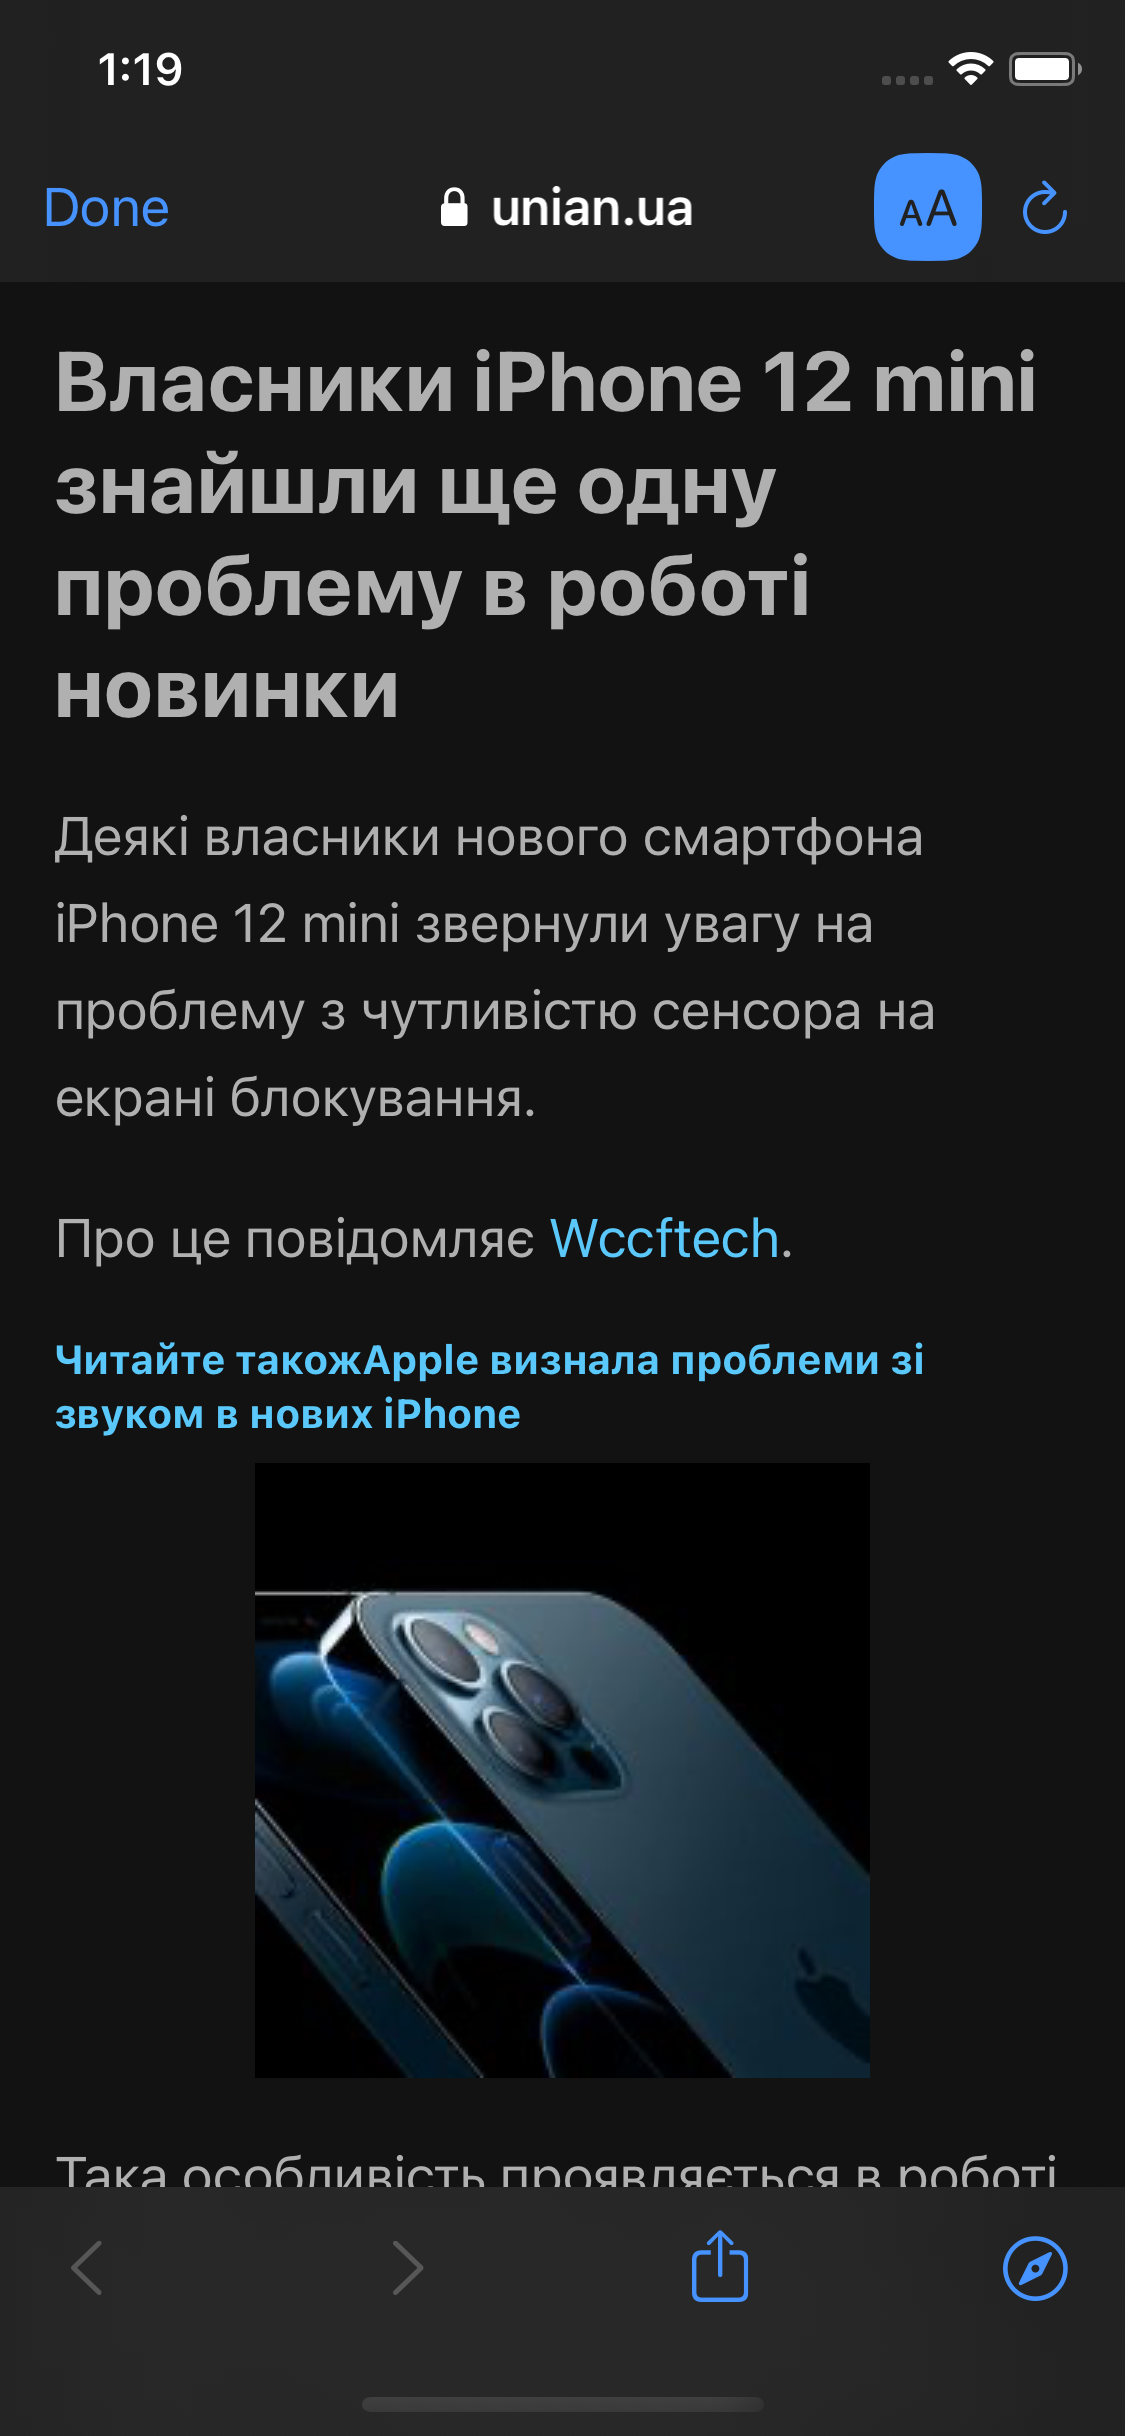 1:19
Done
unian.ua
AA
Власники iPhone 12 mini
знайшли ще одну
проблему в роботі
новинки
Деякі власники нового смартфона
iPhone 12 mini звернули увагу на
проблему з чутливістю сенсора на
екрані блокування.
Про це повідомляє Wccftech.
Читайте такожApple визнала проблеми зі
звуком в нових iPhone
Така особливість проявляється в роботі